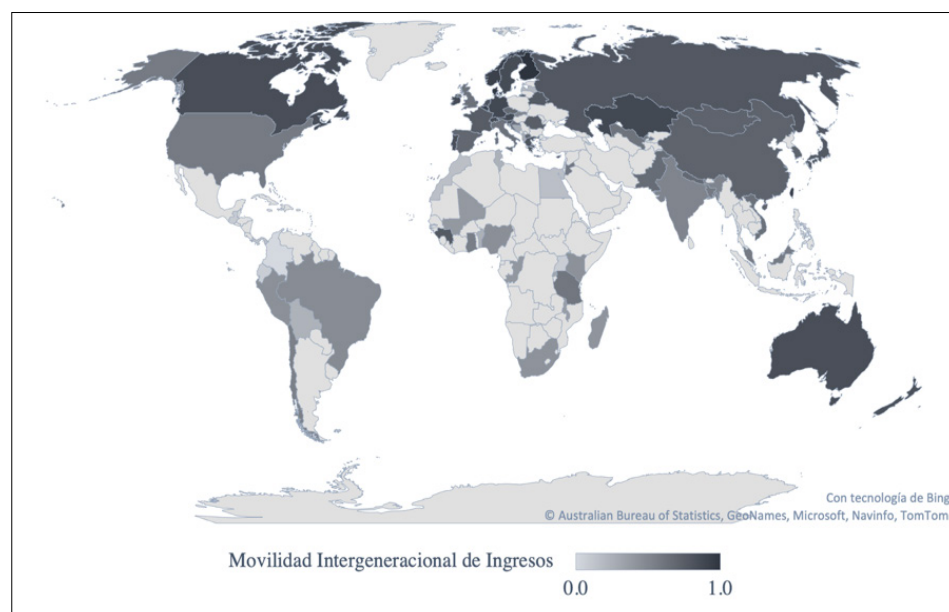 Con tecnología de Bing
© Australian Bureau of Statistics, GeoNames, Microsoft, Navinfo, TomTom
Movilidad Intergeneracional de Ingresos
0.0 1.0